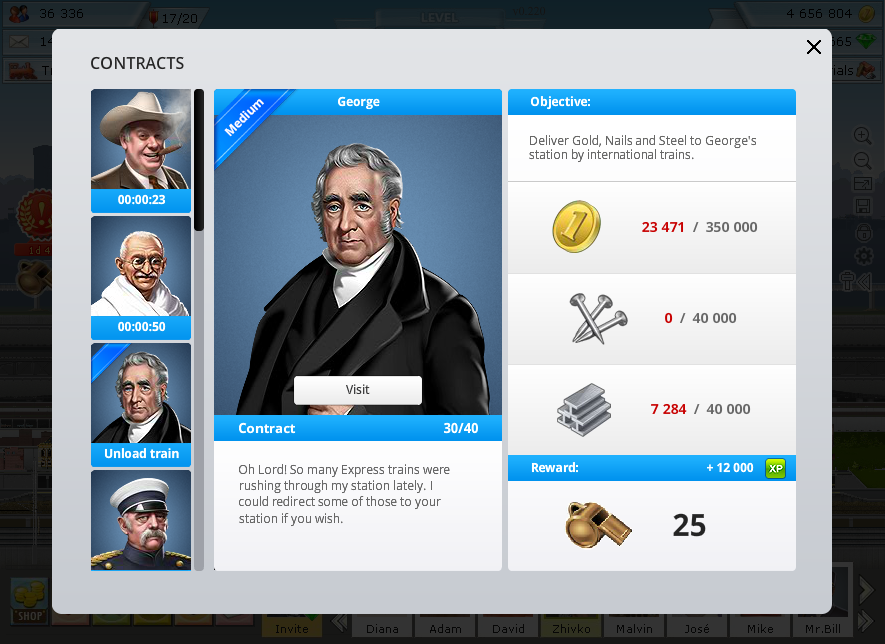 36 336
17/20
LEVEL
4 656 804
CONTRACTS
00:00:23
00:00:50
Unload train
Medium
George
Visit
Contract 30/40
Oh Lord! So many Express trains were
rushing through my station lately. I
could redirect some of those to your
station if you wish.
Objective:
Deliver Gold, Nails and Steel to George's
station by international trains.
23 471 / 350 000
0 / 40 000
7 284 / 40 000
Reward: + 12 000 XP
25
SHOP
Invite
Diana
Adam
David
Zhivko
Malvin
José
Mike
Mr.Bill